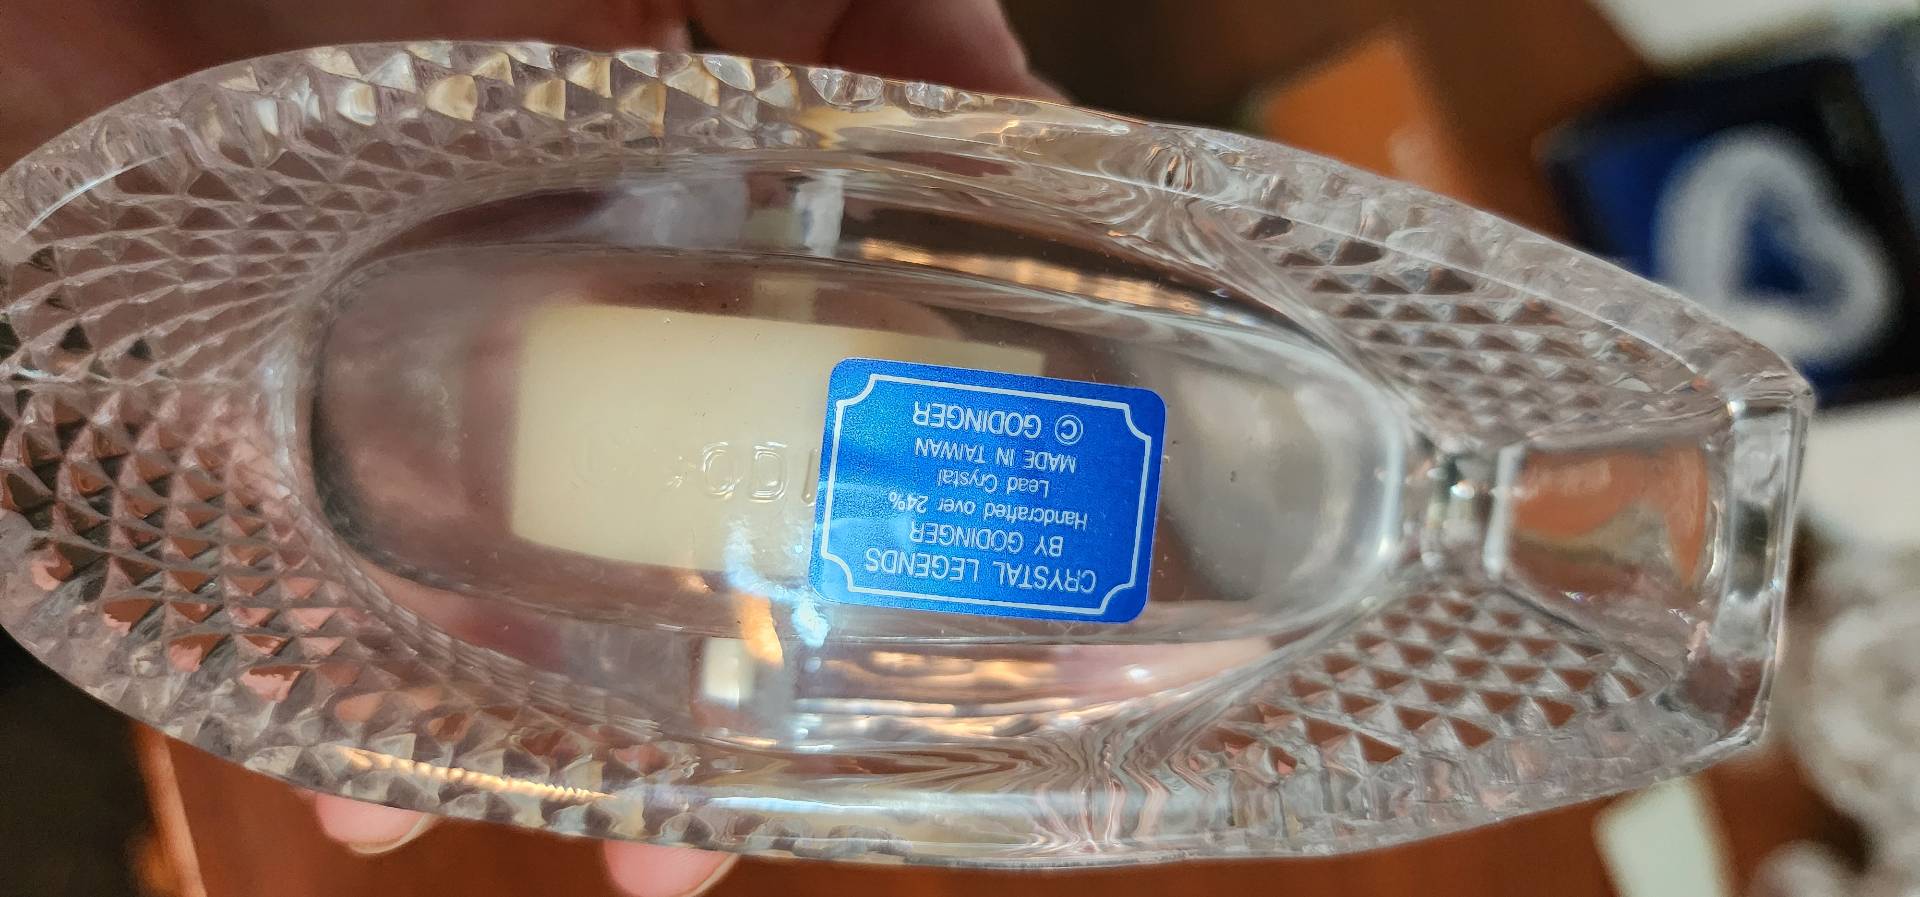 CRYSTAL LEGENDS
BY GODINGER
Handcrafted over 24%
Lead Crystal
MADE IN TAIWAN
© GODINGER